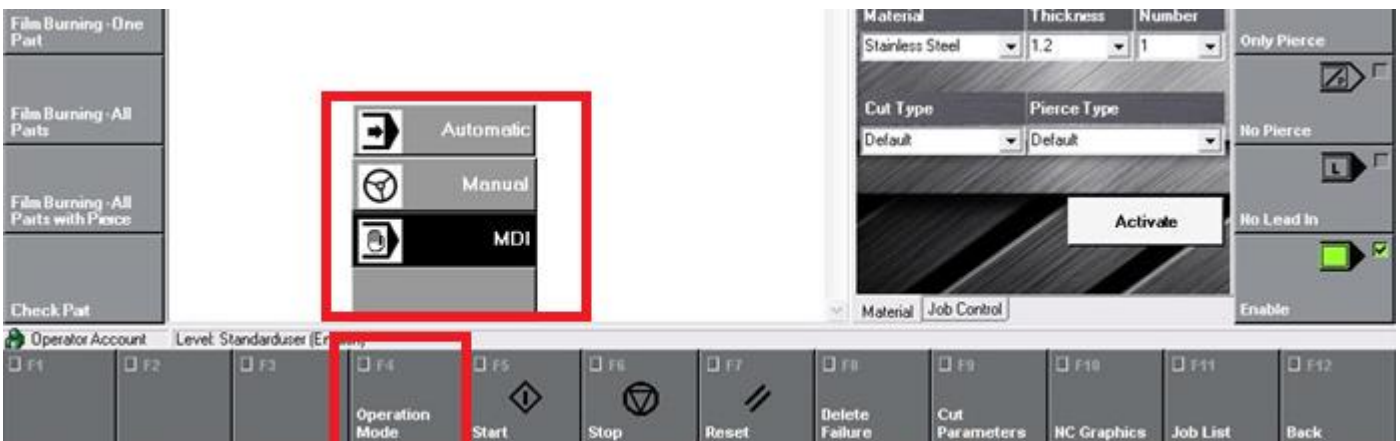 Film Burning - One
Part
Film Burning - All
Parts
Film Burning - All
Parts with Pierce
Check Part
Automatic
Manual
MDI
Material Thickness Number
Stainless Steel 1.2 1
Cut Type Pierce Type
Default Default
Activate
Material Job Control
Only Pierce
P
No Pierce
L
No Lead In
Enable
Operator Account Level: Standarduser
F1 F2 F3 F4 F5 F6 F7 F8 F9 F10 F11 F12
Operation
Mode
Start
Stop
Reset
Delete
Failure
Cut
Parameters
NC Graphics
Job List
Back